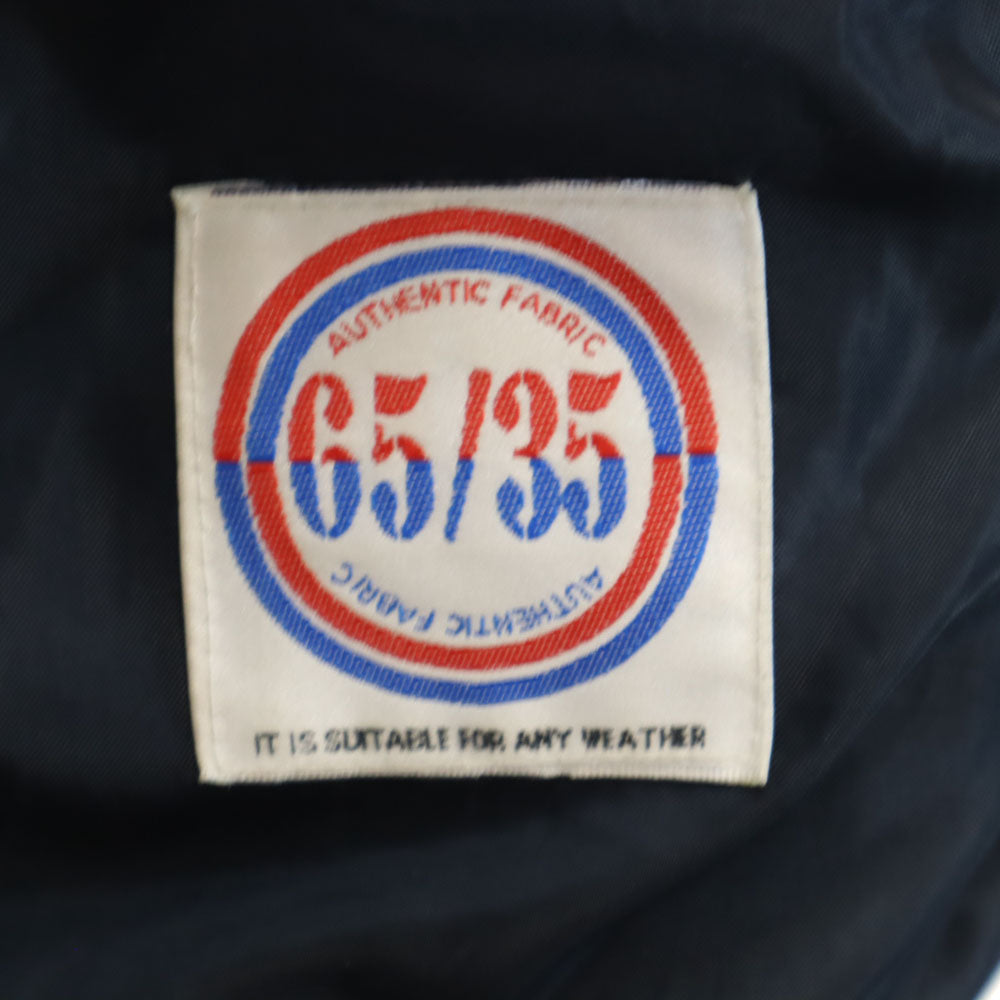 AUTHENTIC FABRIC
65/35
AUTHENTIC FABRIC
IT IS SUITABLE FOR ANY WEATHER